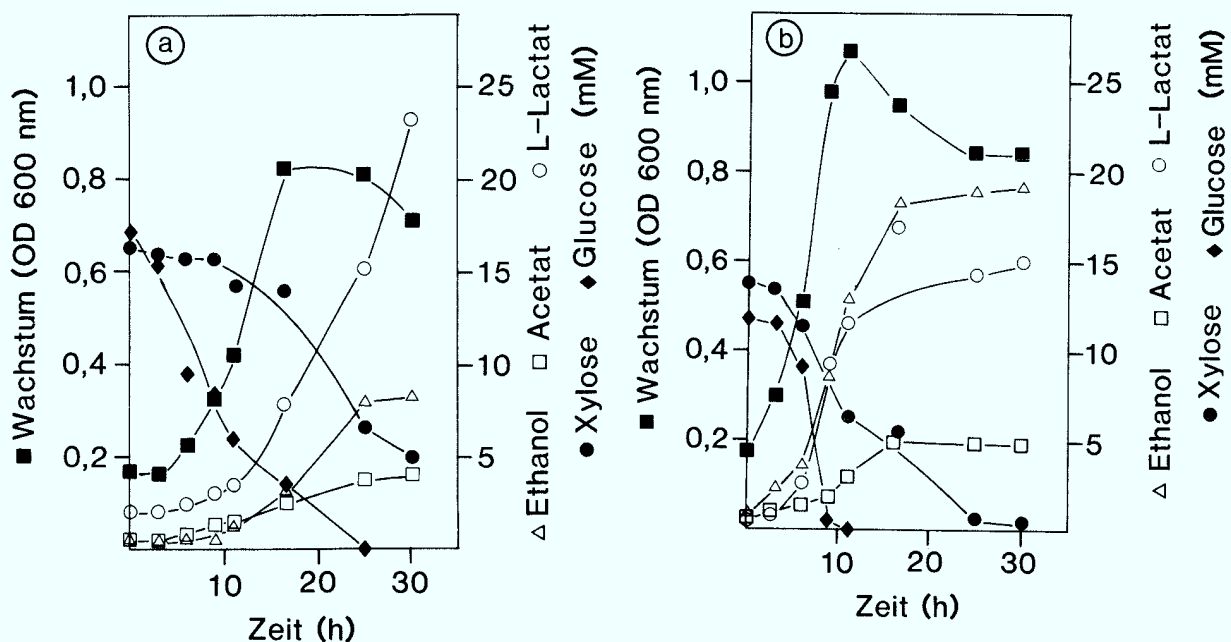 a
1,0
0,8
0,6
0,4
0,2
■ Wachstum (OD 600 nm)
25
20
15
10
5
△ Ethanol □ Acetat ○ L-Lactat
● Xylose ◆ Glucose (mM)
10 20 30
Zeit (h)
b
1,0
0,8
0,6
0,4
0,2
■ Wachstum (OD 600 nm)
25
20
15
10
5
△ Ethanol □ Acetat ○ L-Lactat
● Xylose ◆ Glucose (mM)
10 20 30
Zeit (h)